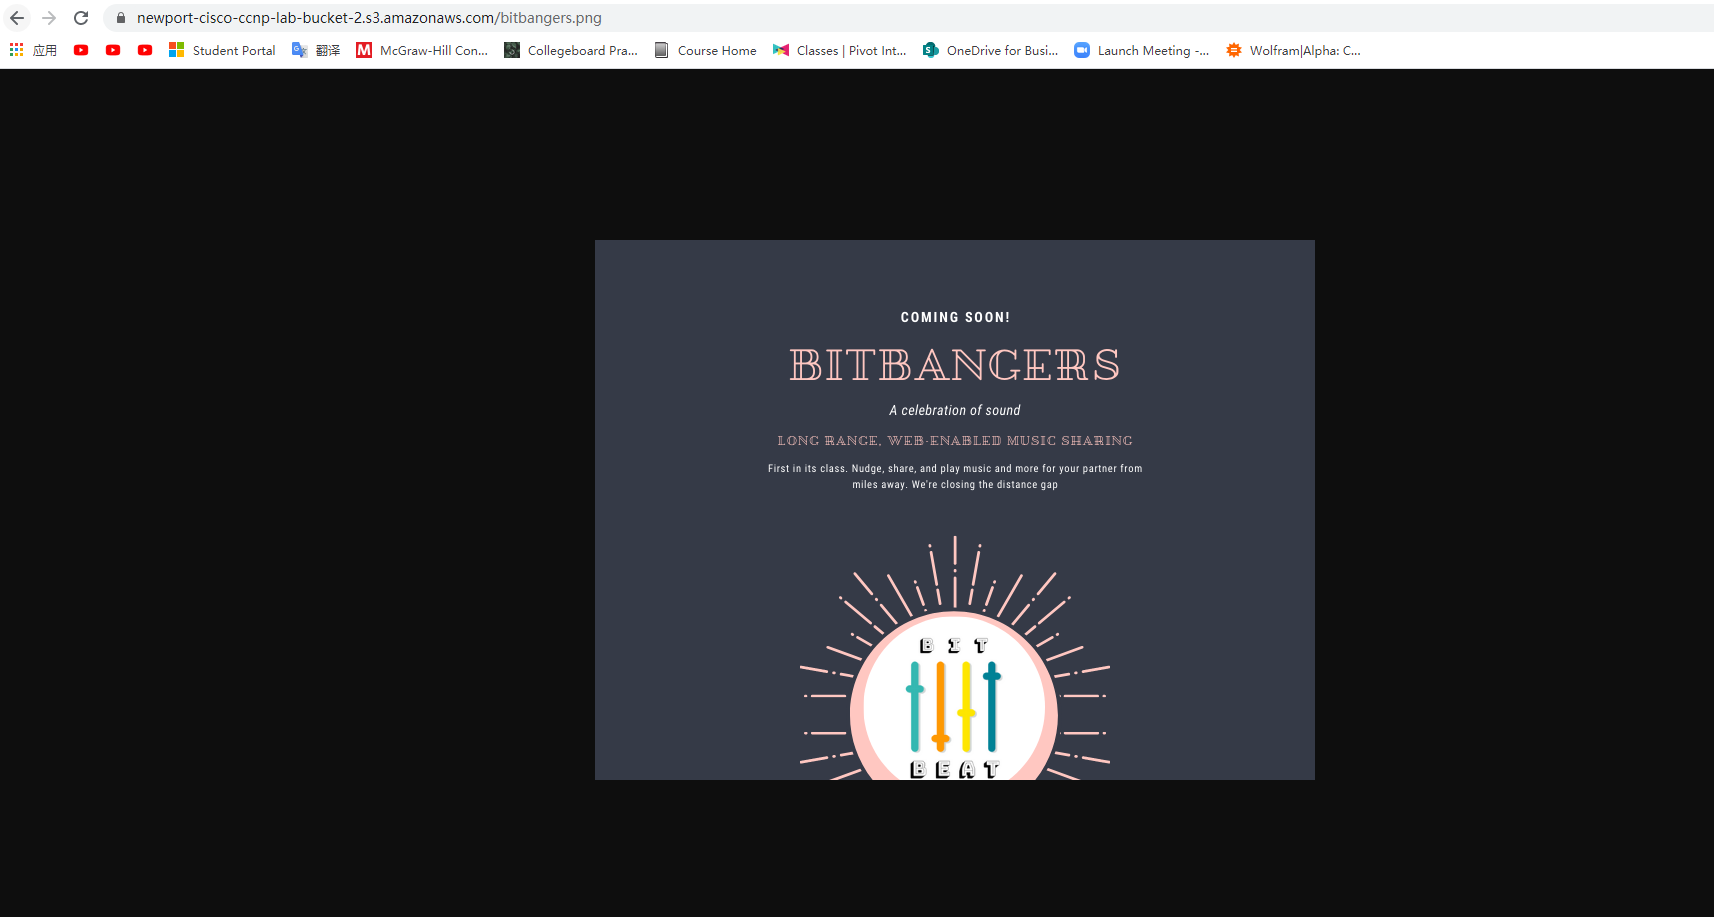 newport-cisco-ccnp-lab-bucket-2.s3.amazonaws.com/bitbangers.png
应用 Student Portal 翻译 McGraw-Hill Con... Collegeboard Pra... Course Home Classes | Pivot Int... OneDrive for Busi... Launch Meeting -... Wolfram|Alpha: C...
COMING SOON!
BITBANGERS
A celebration of sound
LONG RANGE, WEB-ENABLED MUSIC SHARING
First in its class. Nudge, share, and play music and more for your partner from
miles away. We're closing the distance gap
BIT
BEAT